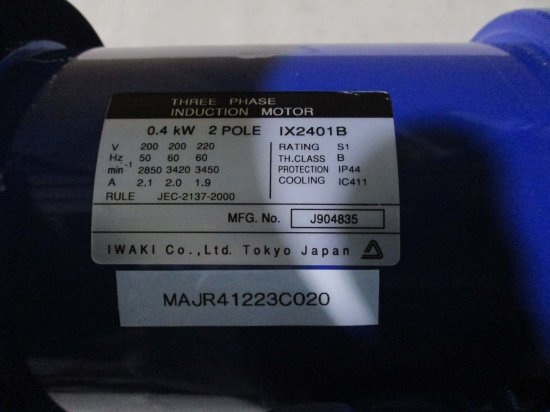 THREE PHASE
INDUCTION MOTOR
0.4 kW 2 POLE IX2401B
V 200 200 220 RATING S1
Hz 50 60 60 TH.CLASS B
min⁻¹ 2850 3420 3450 PROTECTION IP44
A 2.1 2.0 1.9 COOLING IC411
RULE JEC-2137-2000
MFG. No. J904835
IWAKI Co., Ltd. Tokyo Japan
MAJR41223C020